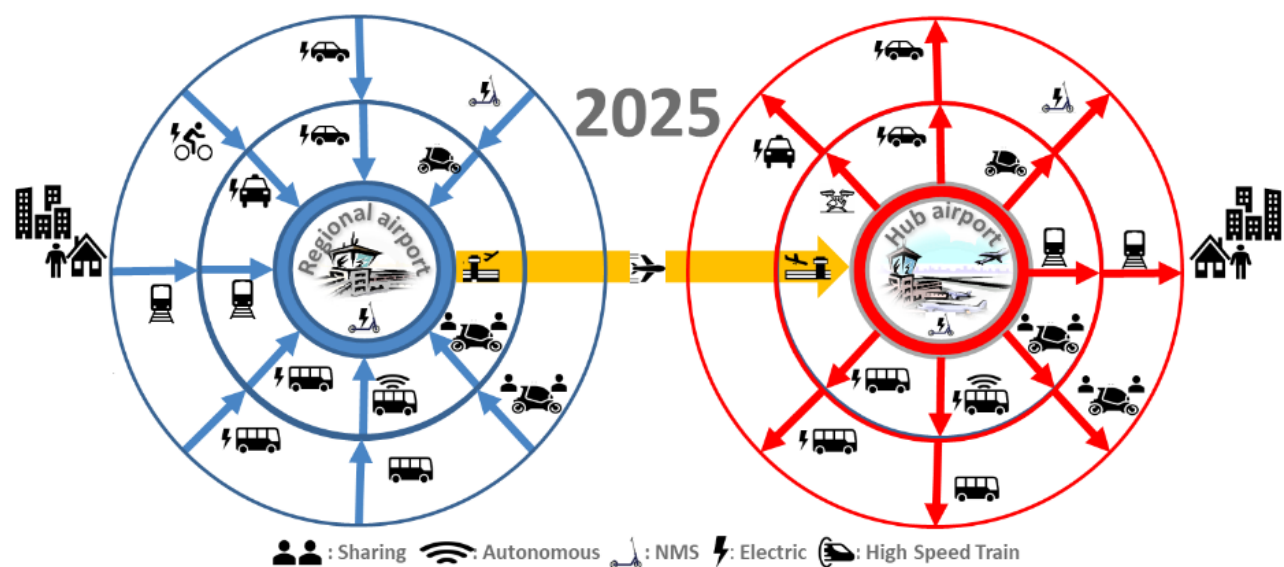 2025
Regional airport
Hub airport
: Sharing
: Autonomous
: NMS
: Electric
: High Speed Train